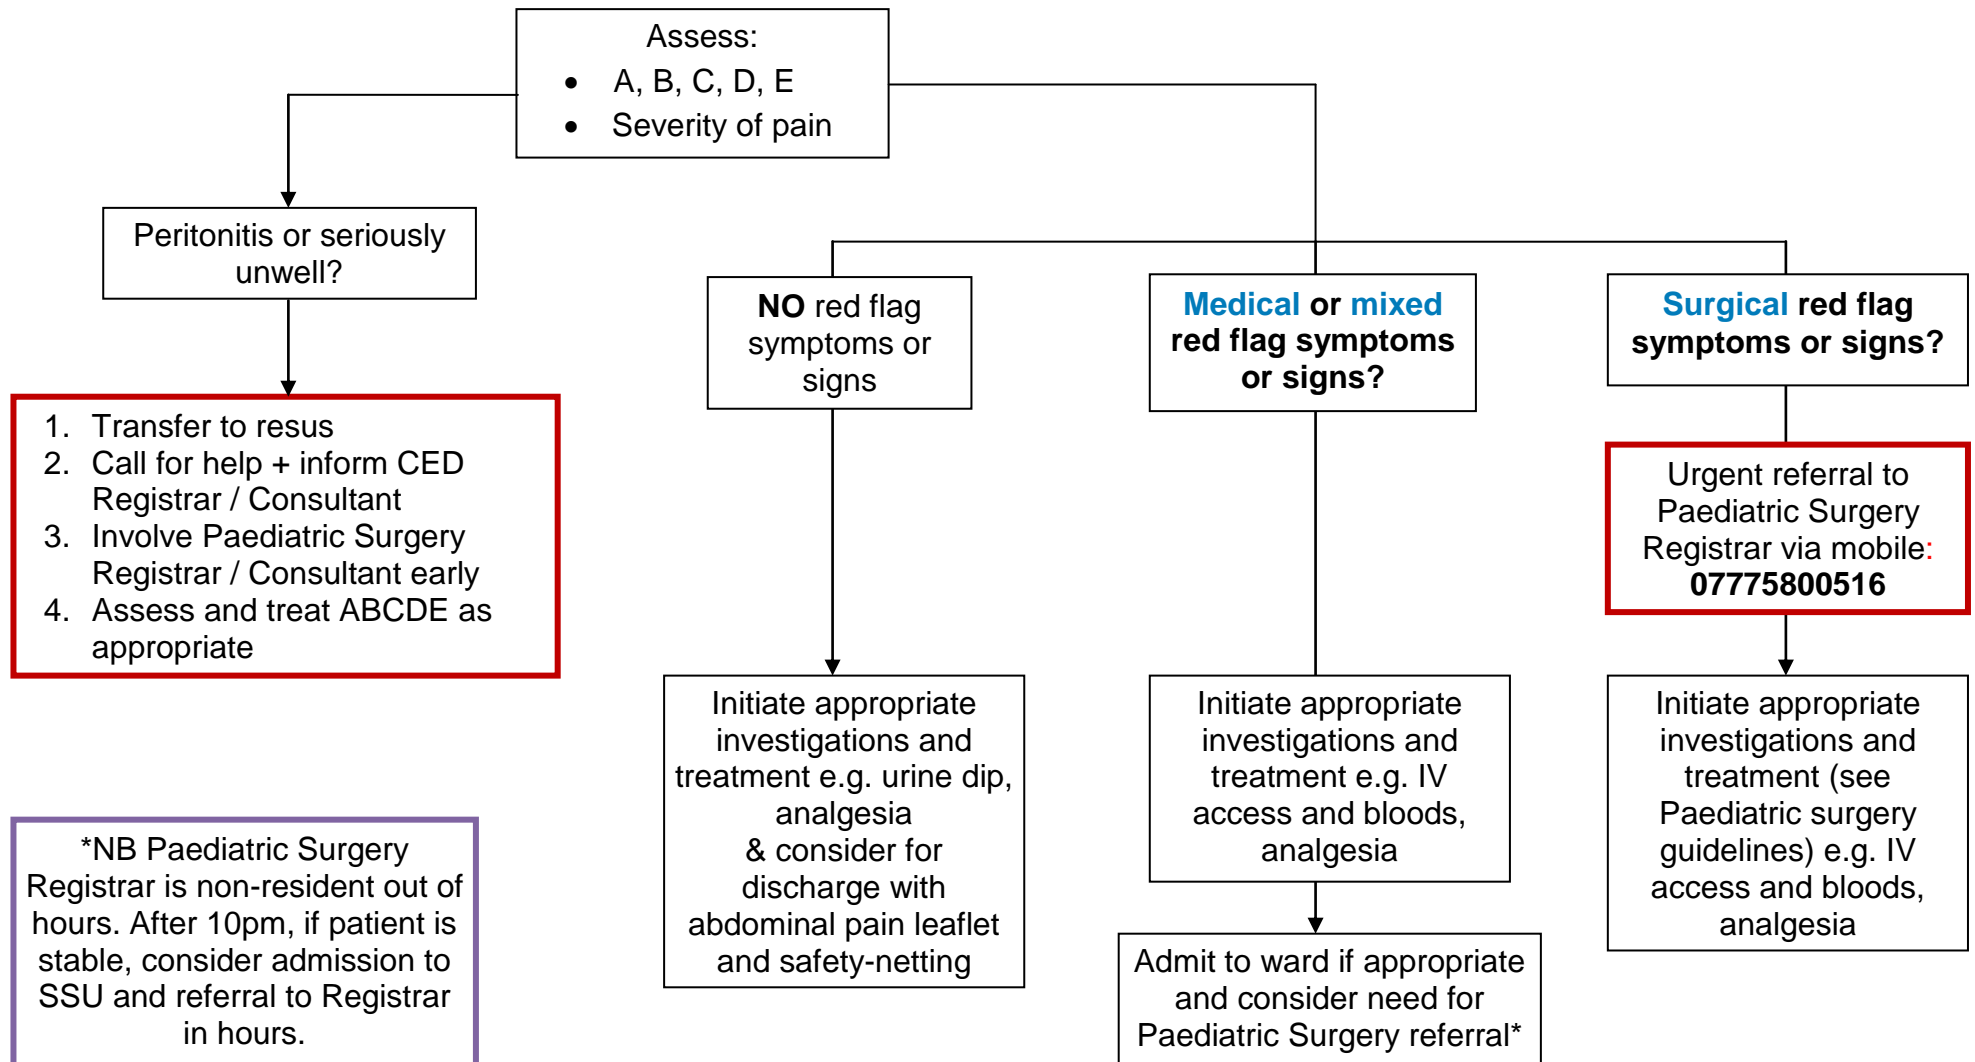 Assess:
• A, B, C, D, E
• Severity of pain
Peritonitis or seriously
unwell?
1. Transfer to resus
2. Call for help + inform CED
Registrar / Consultant
3. Involve Paediatric Surgery
Registrar / Consultant early
4. Assess and treat ABCDE as
appropriate
*NB Paediatric Surgery
Registrar is non-resident out of
hours. After 10pm, if patient is
stable, consider admission to
SSU and referral to Registrar
in hours.
NO red flag
symptoms or
signs
Initiate appropriate
investigations and
treatment e.g. urine dip,
analgesia
& consider for
discharge with
abdominal pain leaflet
and safety-netting
Medical or mixed
red flag symptoms
or signs?
Initiate appropriate
investigations and
treatment e.g. IV
access and bloods,
analgesia
Admit to ward if appropriate
and consider need for
Paediatric Surgery referral*
Surgical red flag
symptoms or signs?
Urgent referral to
Paediatric Surgery
Registrar via mobile:
07775800516
Initiate appropriate
investigations and
treatment (see
Paediatric surgery
guidelines) e.g. IV
access and bloods,
analgesia